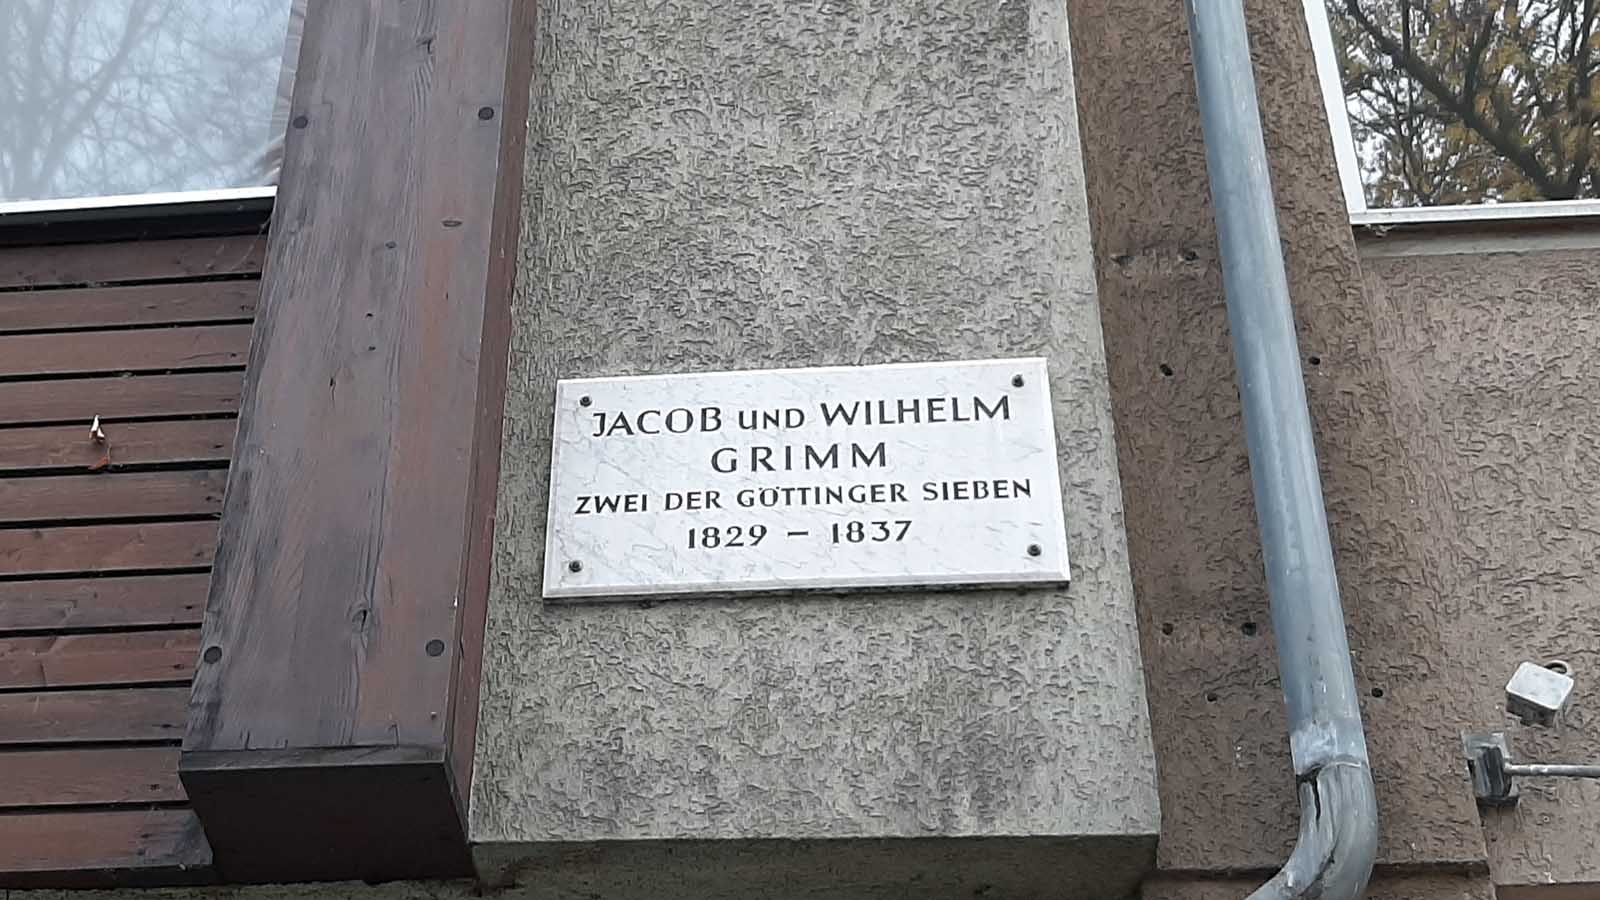 JACOB UND WILHELM
GRIMM
ZWEI DER GÖTTINGER SIEBEN
1829 – 1837